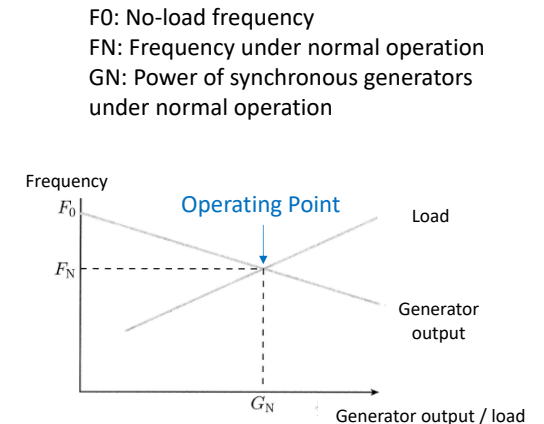 F0: No-load frequency
FN: Frequency under normal operation
GN: Power of synchronous generators
under normal operation
Frequency
F0
Operating Point
Load
FN
Generator
output
GN
Generator output / load